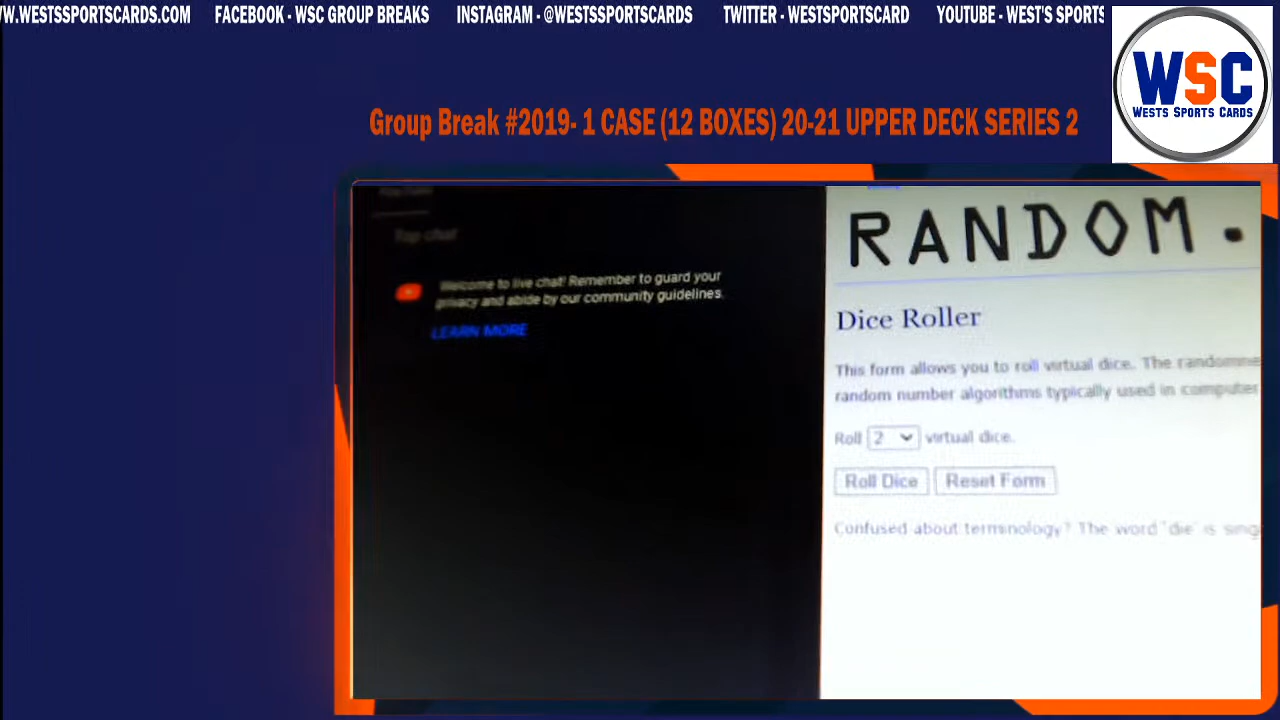 WW.WESTSSPORTSCARDS.COM FACEBOOK - WSC GROUP BREAKS INSTAGRAM - @WESTSSPORTSCARDS TWITTER - WESTSPORTSCARD YOUTUBE - WEST'S SPORTS
WSC
WESTS SPORTS CARDS
Group Break #2019- 1 CASE (12 BOXES) 20-21 UPPER DECK SERIES 2
Top chat
Welcome to live chat! Remember to guard your
privacy and abide by our community guidelines.
LEARN MORE
RANDOM.
Dice Roller
This form allows you to roll virtual dice. The randomne
random number algorithms typically used in computer
Roll 2 virtual dice.
Roll Dice Reset Form
Confused about terminology? The word 'die' is sing